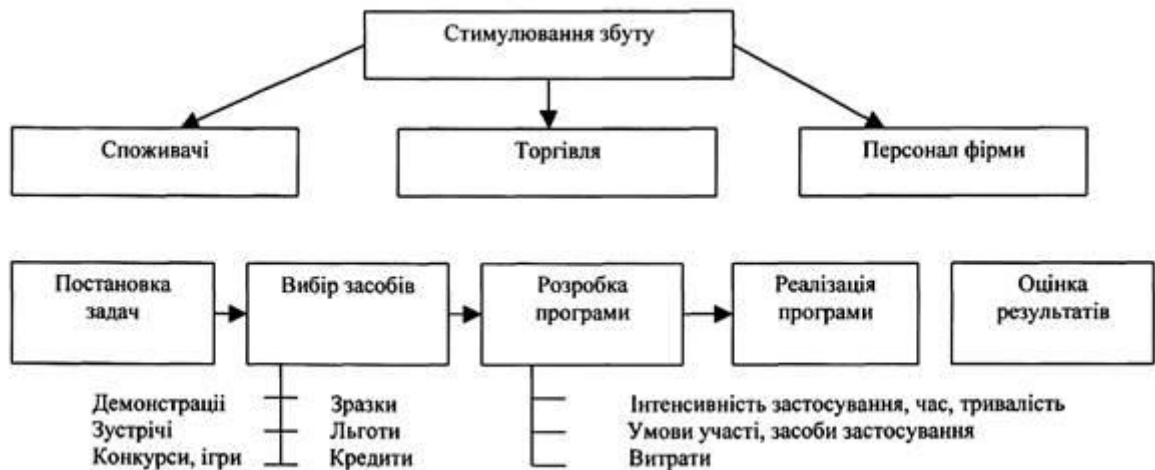 Стимулювання збуту
Споживачі
Торгівля
Персонал фірми
Постановка
задач
Вибір засобів
Розробка
програми
Реалізація
програми
Оцінка
результатів
Демонстрації
Зустрічі
Конкурси, ігри
Зразки
Льготи
Кредити
Інтенсивність застосування, час, тривалість
Умови участі, засоби застосування
Витрати